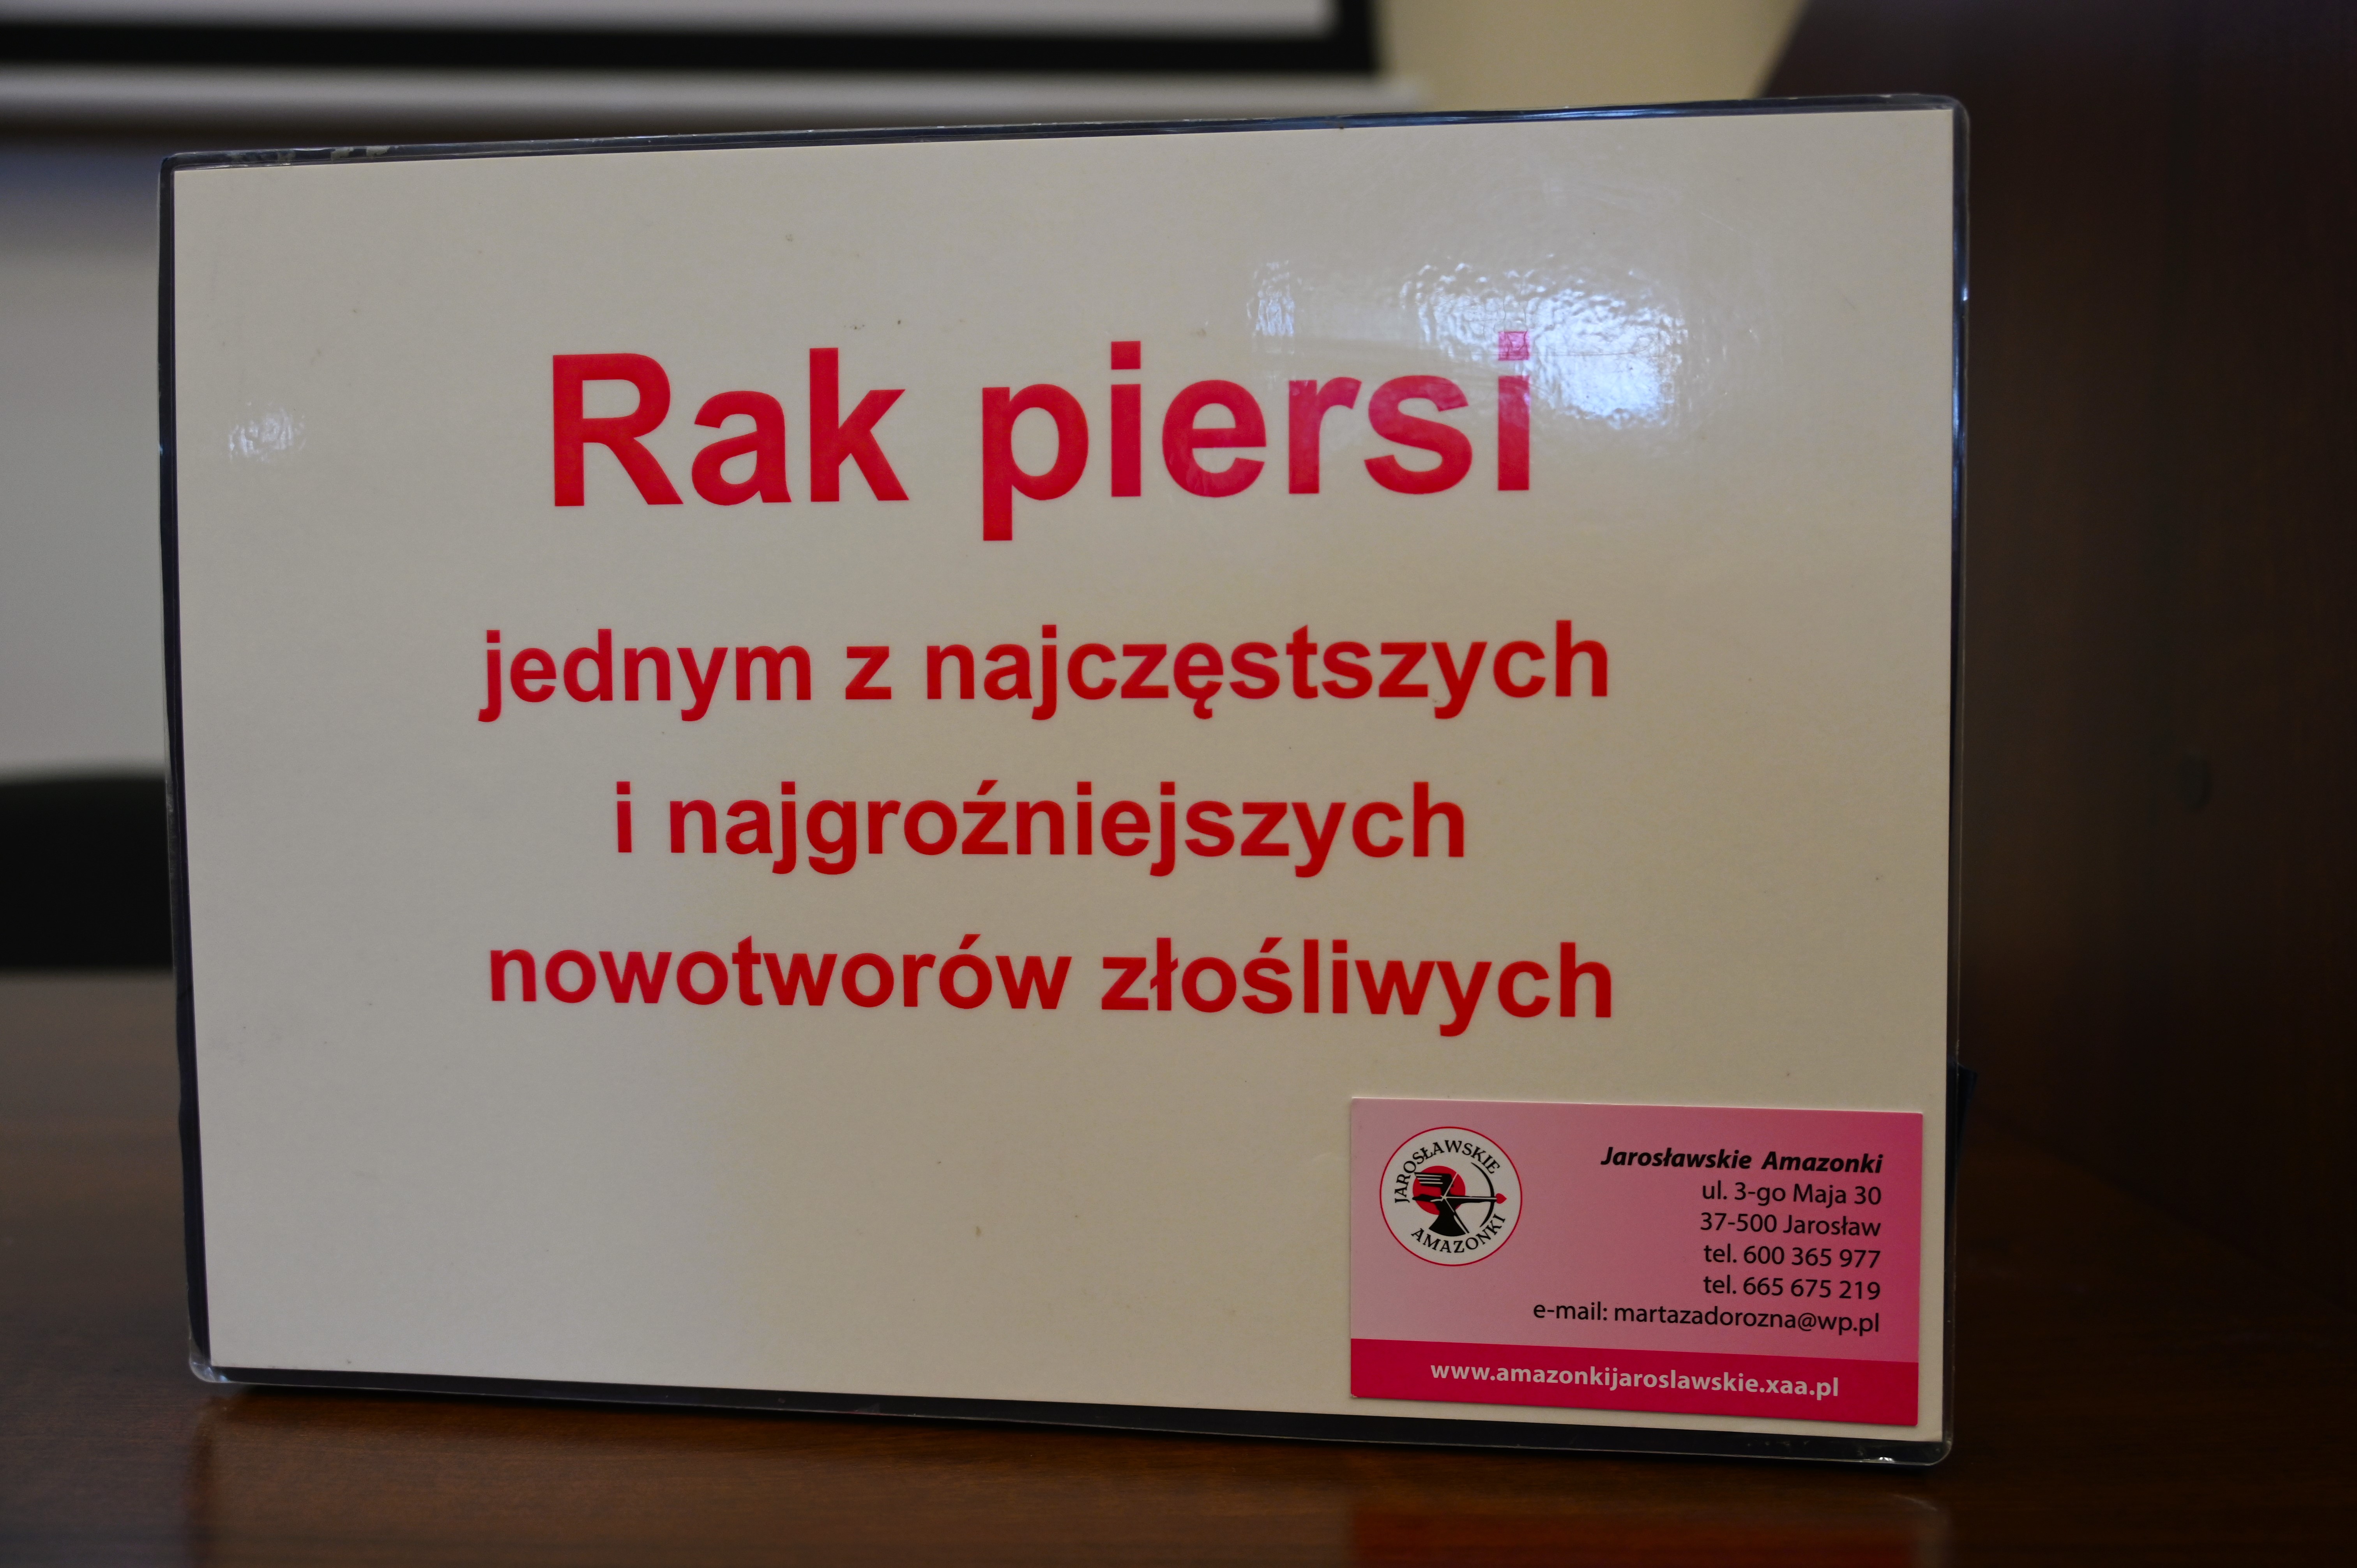 Rak piersi
jednym z najczęstszych
i najgroźniejszych
nowotworów złośliwych
JAROSŁAWSKIE
AMAZONKI
Jarosławskie Amazonki
ul. 3-go Maja 30
37-500 Jarosław
tel. 600 365 977
tel. 665 675 219
e-mail: martazadorozna@wp.pl
www.amazonkijaroslawskie.xaa.pl